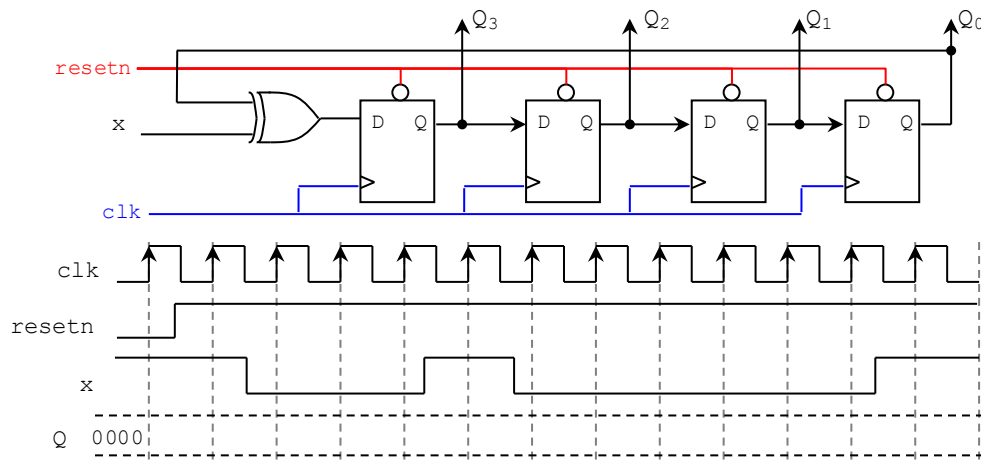 Q3 Q2 Q1 Q0
resetn
x
D Q D Q D Q D Q
clk
clk
resetn
x
Q 0000